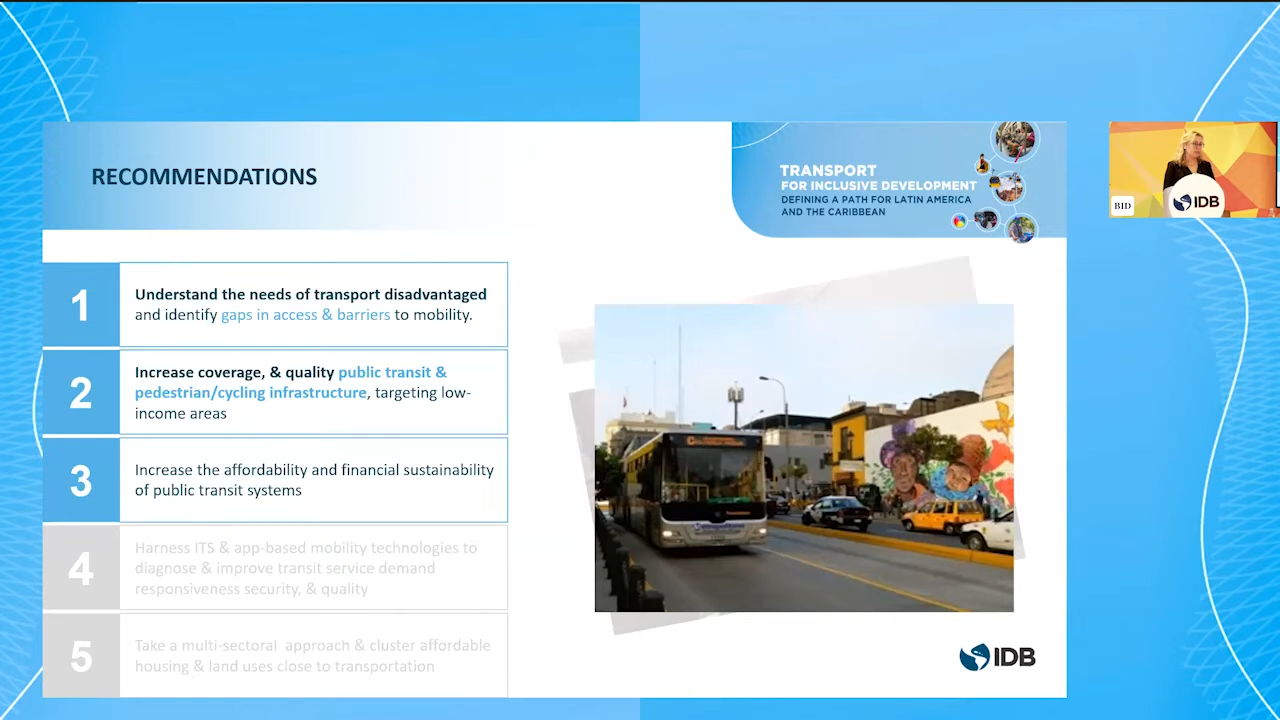 RECOMMENDATIONS
TRANSPORT
FOR INCLUSIVE DEVELOPMENT
DEFINING A PATH FOR LATIN AMERICA
AND THE CARIBBEAN
BID
IDB
1
Understand the needs of transport disadvantaged
and identify gaps in access & barriers to mobility.
2
Increase coverage, & quality public transit &
pedestrian/cycling infrastructure, targeting low-
income areas
3
Increase the affordability and financial sustainability
of public transit systems
4
Harness ITS & app-based mobility technologies to
diagnose & improve transit service demand
responsiveness security, & quality
5
Take a multi-sectoral approach & cluster affordable
housing & land uses close to transportation
IDB